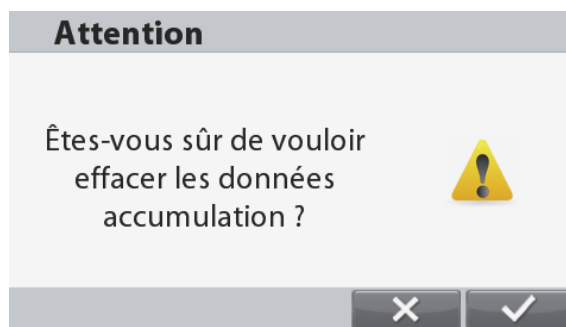 Attention
Êtes-vous sûr de vouloir
effacer les données
accumulation ?